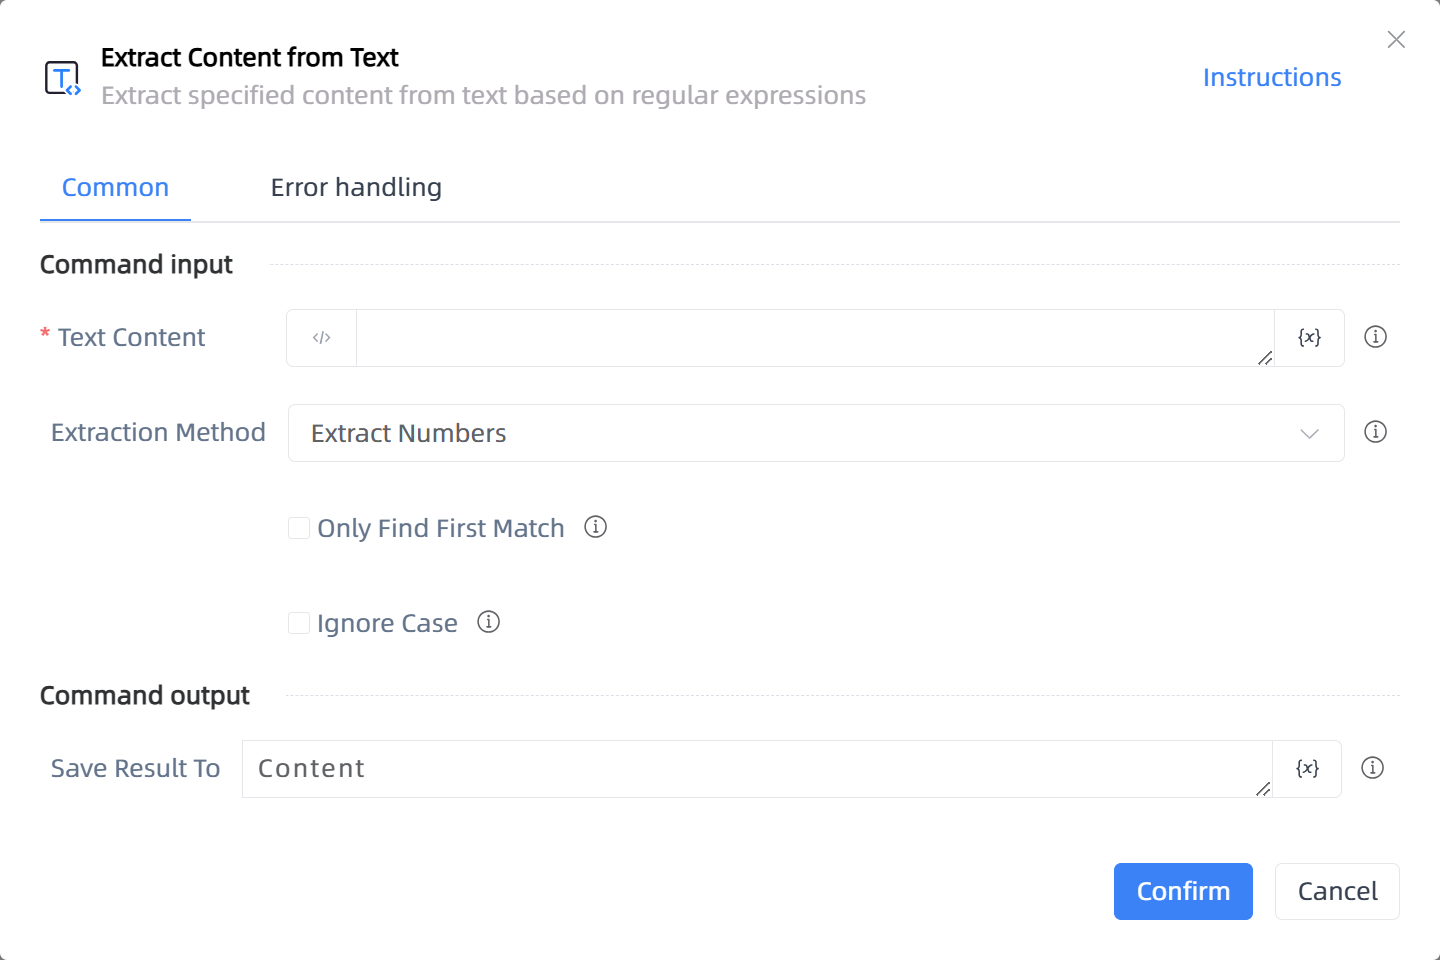 Extract Content from Text
Extract specified content from text based on regular expressions
Instructions
Common
Error handling
Command input
* Text Content
</>
{x}
Extraction Method
Extract Numbers
Only Find First Match
Ignore Case
Command output
Save Result To
Content
{x}
Confirm
Cancel